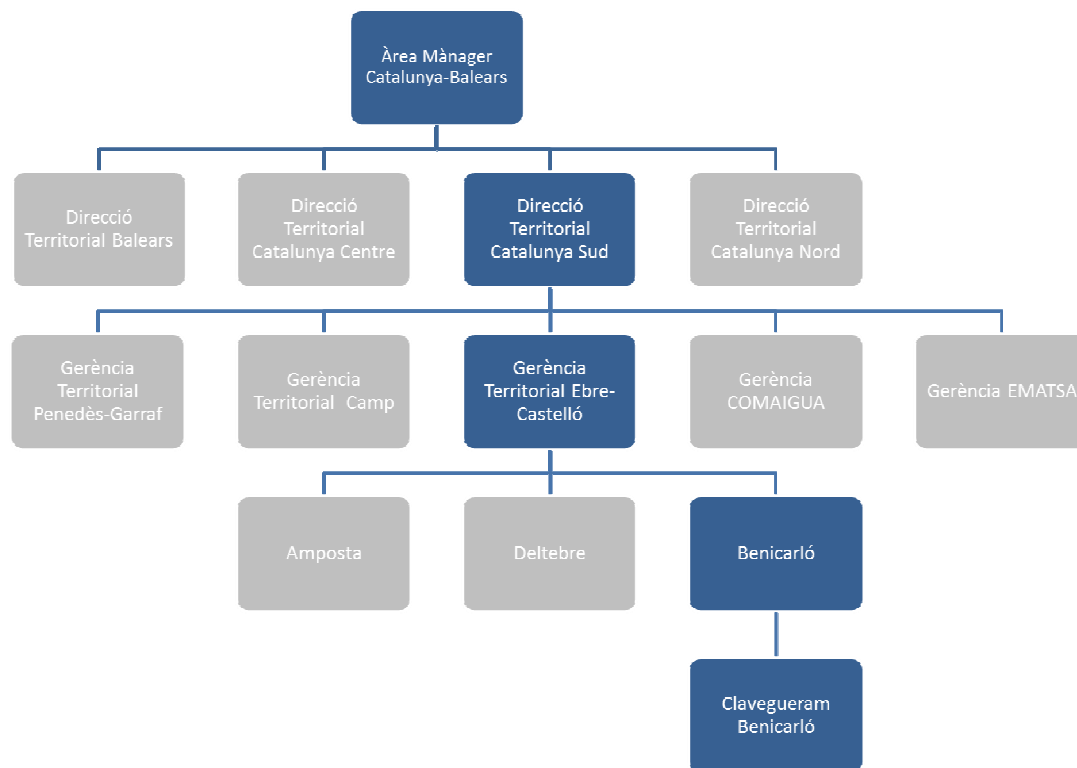 Àrea Mànager
Catalunya-Balears
Direcció
Territorial Balears
Direcció
Territorial
Catalunya Centre
Direcció
Territorial
Catalunya Sud
Direcció
Territorial
Catalunya Nord
Gerència
Territorial
Penedès-Garraf
Gerència
Territorial Camp
Gerència
Territorial Ebre-
Castelló
Gerència
COMAIGUA
Gerència EMATSA
Amposta
Deltebre
Benicarló
Clavegueram
Benicarló